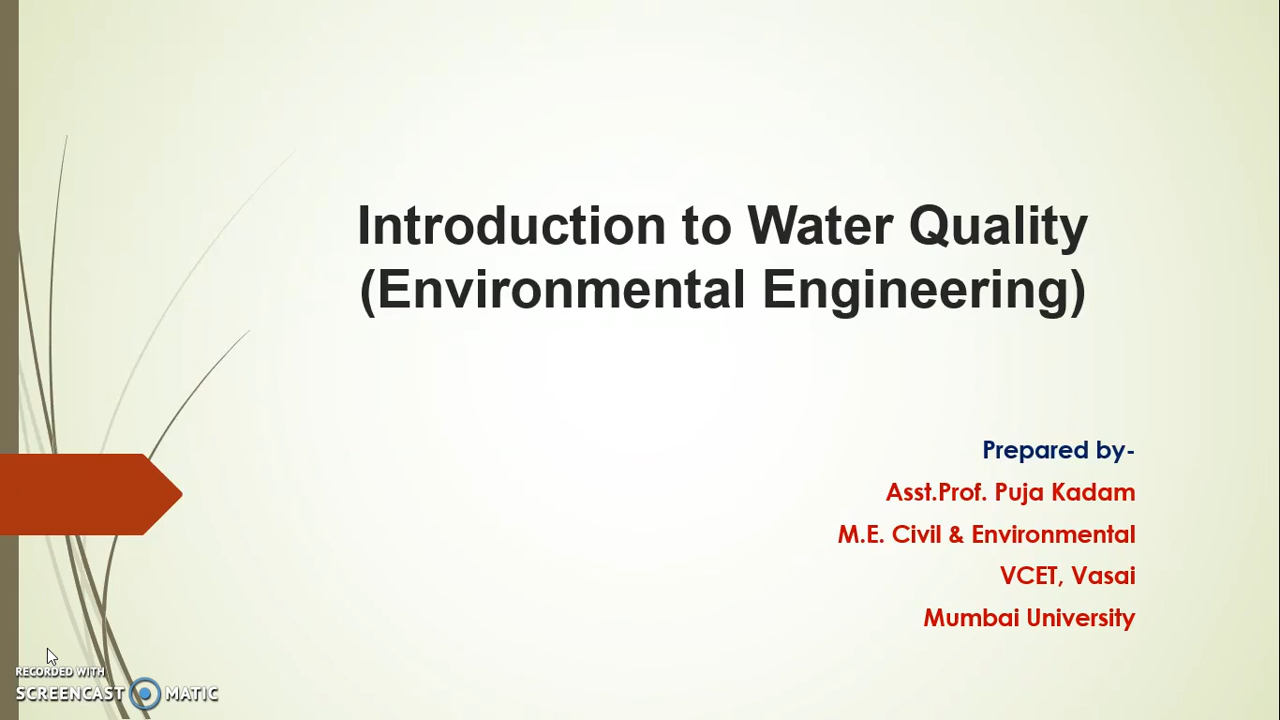 Introduction to Water Quality
(Environmental Engineering)
Prepared by-
Asst.Prof. Puja Kadam
M.E. Civil & Environmental
VCET, Vasai
Mumbai University
RECORDED WITH
SCREENCAST MATIC